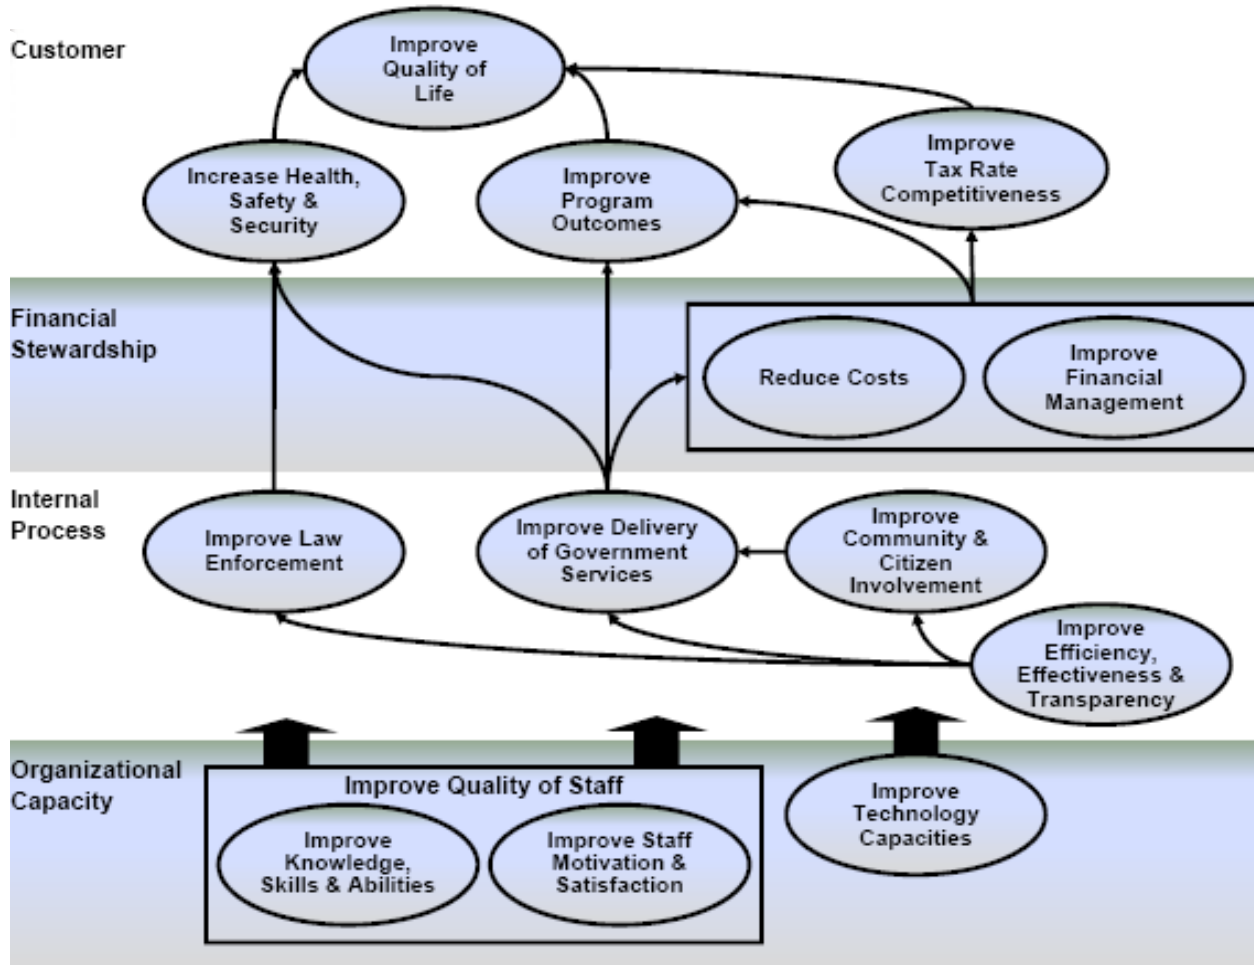 Customer
Improve
Quality of
Life
Increase Health,
Safety &
Security
Improve
Program
Outcomes
Improve
Tax Rate
Competitiveness
Financial
Stewardship
Reduce Costs
Improve
Financial
Management
Internal
Process
Improve Law
Enforcement
Improve Delivery
of Government
Services
Improve
Community &
Citizen
Involvement
Improve
Efficiency,
Effectiveness &
Transparency
Organizational
Capacity
Improve Quality of Staff
Improve
Knowledge,
Skills & Abilities
Improve Staff
Motivation &
Satisfaction
Improve
Technology
Capacities